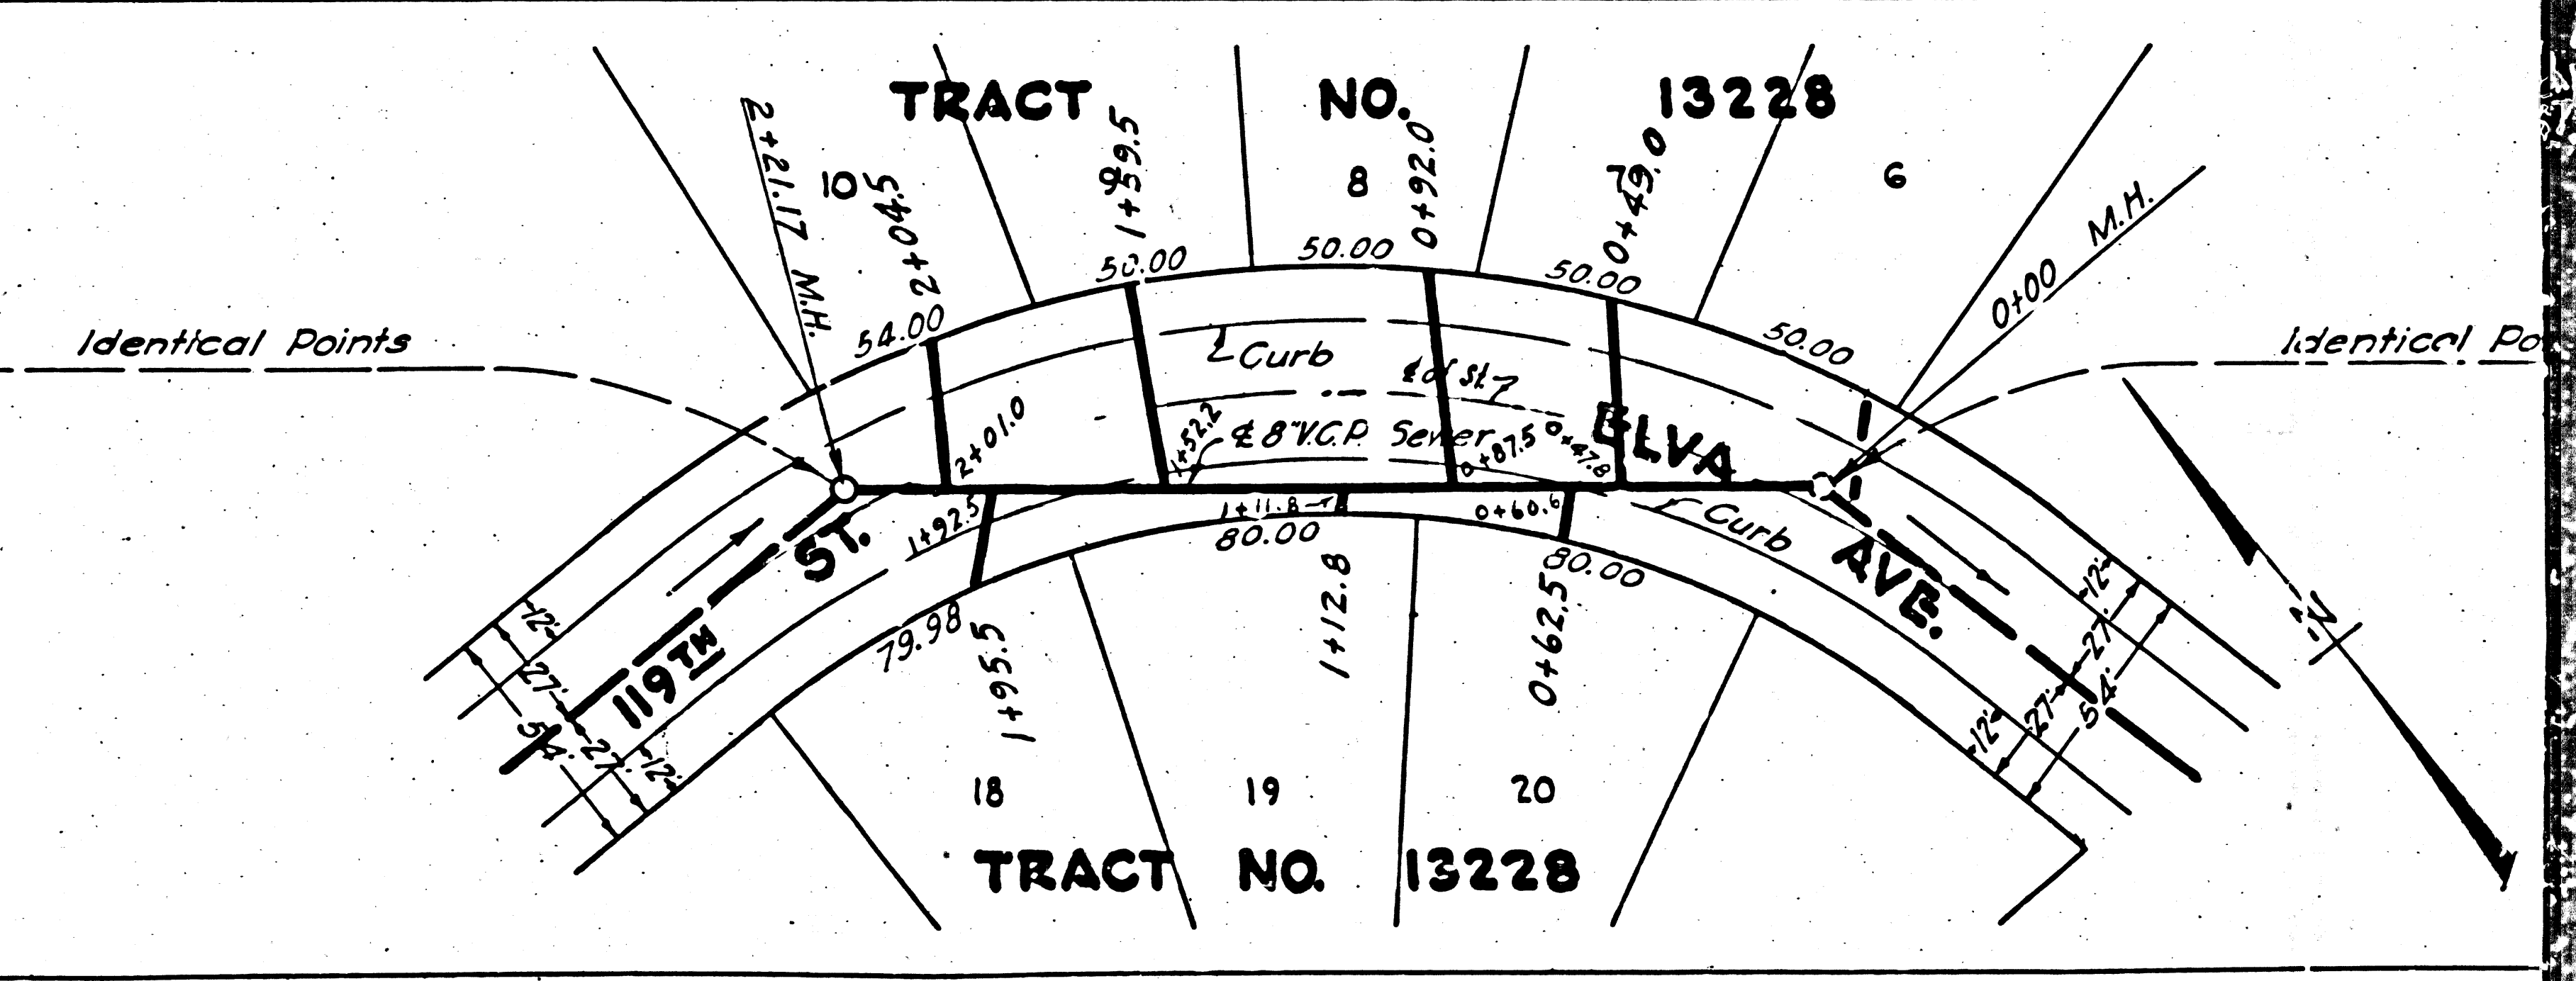 TRACT NO. 13228
2+21.17 M.H.
10
2+04.5
9
1+59.5
8
0+92.0
7
0+49.0
6
0+00 M.H.
54.00
50.00
50.00
50.00
50.00
Identical Points
Identical Po
Curb
℄ of St.
℄ 8" V.C.P. Sewer
2+01.0
1+52.2
0+87.5
0+47.8
ELVA
AVE.
119TH
ST.
1+92.5
1+11.8
0+60.6
Curb
79.98
80.00
80.00
1+95.5
1+12.8
0+62.5
12'
27'
54'
27'
12'
12'
27'
54'
27'
12'
N
18
19
20
TRACT NO. 13228